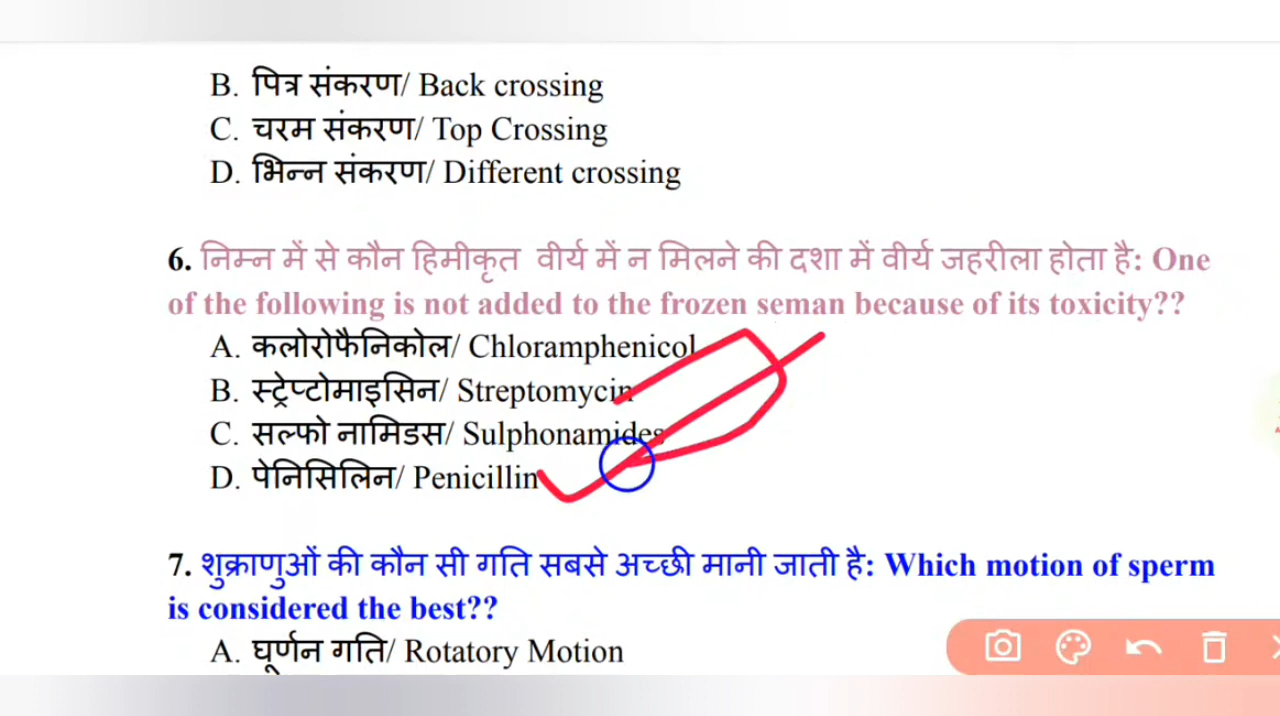 B. पित्र संकरण/ Back crossing
C. चरम संकरण/ Top Crossing
D. भिन्न संकरण/ Different crossing
6. निम्न में से कौन हिमीकृत वीर्य में न मिलने की दशा में वीर्य जहरीला होता है: One
of the following is not added to the frozen seman because of its toxicity??
A. कलोरोफैनिकोल/ Chloramphenicol
B. स्ट्रेप्टोमाइसिन/ Streptomycin
C. सल्फो नामिडस/ Sulphonamides
D. पेनिसिलिन/ Penicillin
7. शुक्राणुओं की कौन सी गति सबसे अच्छी मानी जाती है: Which motion of sperm
is considered the best??
A. घूर्णन गति/ Rotatory Motion